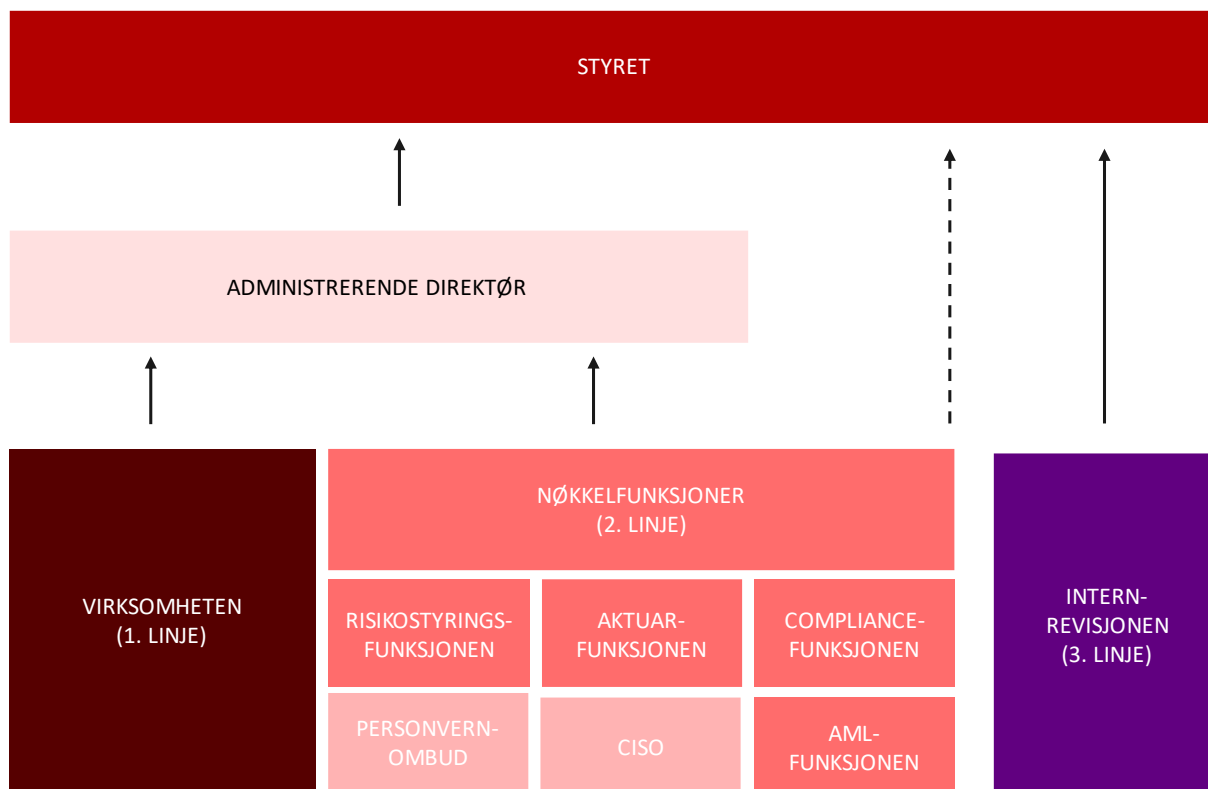 STYRET
ADMINISTRERENDE DIREKTØR
NØKKELFUNKSJONER
(2. LINJE)
VIRKSOMHETEN
(1. LINJE)
RISIKOSTYRINGS-
FUNKSJONEN
AKTUAR-
FUNKSJONEN
COMPLIANCE-
FUNKSJONEN
INTERN-
REVISJONEN
(3. LINJE)
PERSONVERN-
OMBUD
CISO
AML-
FUNKSJONEN